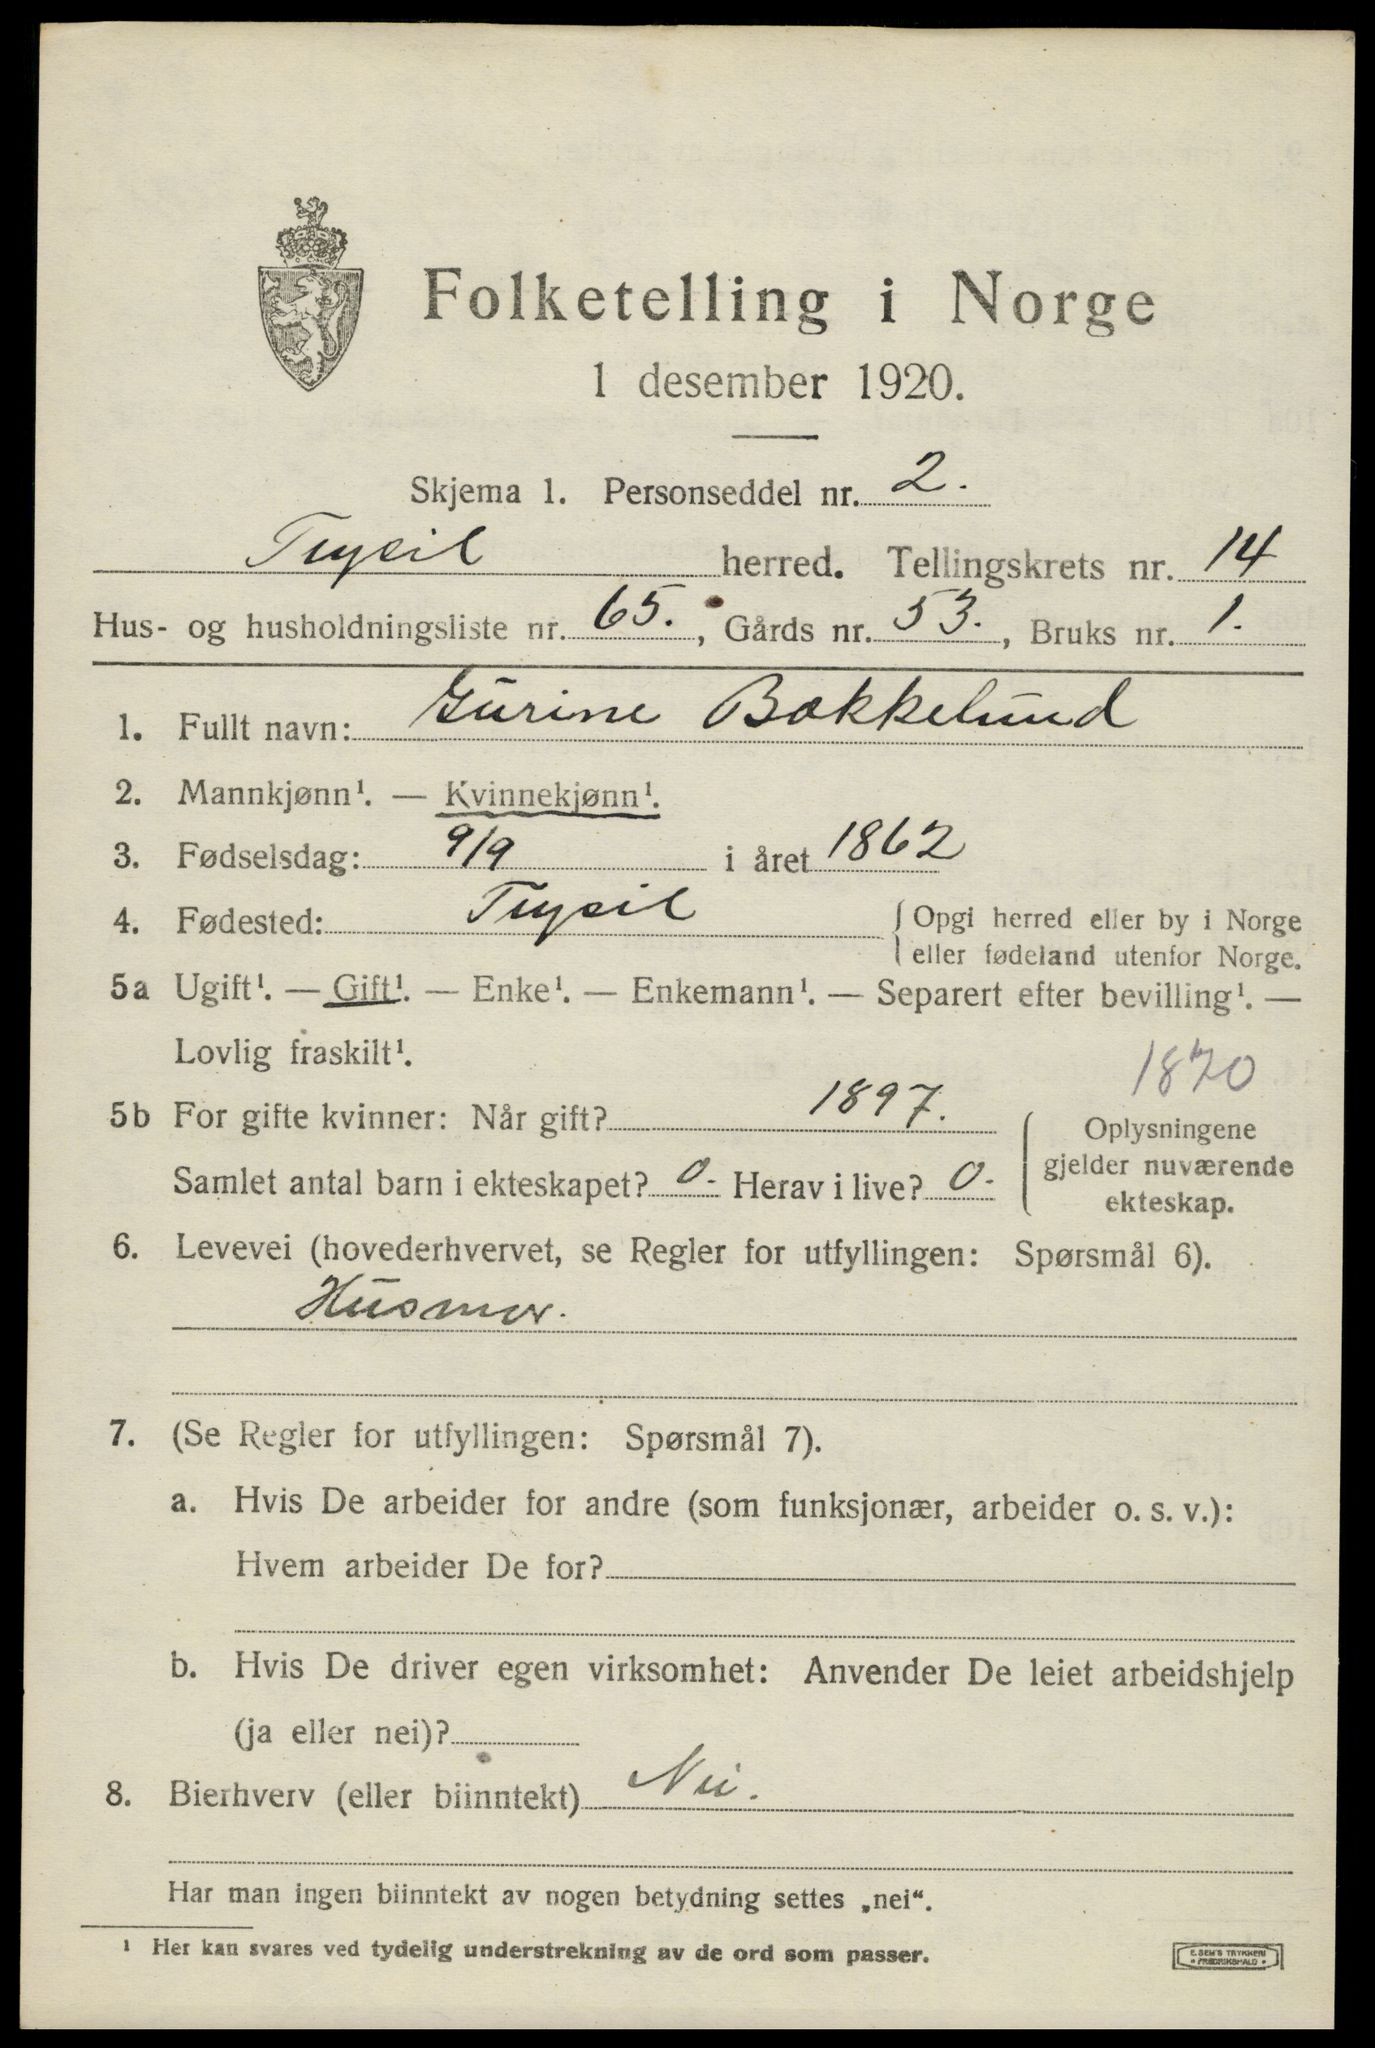 Folketelling i Norge
1 desember 1920.
Skjema 1. Personseddel nr. 2.
Trysil herred. Tellingskrets nr. 14
Hus- og husholdningsliste nr. 65., Gårds nr. 53., Bruks nr. 1.
1. Fullt navn: Gurine Bakkelund
2. Mannkjønn¹. — Kvinnekjønn¹.
3. Fødselsdag: 9/9 i året 1862
4. Fødested: Trysil { Opgi herred eller by i Norge
eller fødeland utenfor Norge.
5a Ugift¹. — Gift¹. — Enke¹. — Enkemann¹. — Separert efter bevilling¹. —
Lovlig fraskilt¹.
1870
5b For gifte kvinner: Når gift? 1897.
Samlet antal barn i ekteskapet? 0. Herav i live? 0.
{ Oplysningene
gjelder nuværende
ekteskap.
6. Levevei (hovederhvervet, se Regler for utfyllingen: Spørsmål 6).
Husmor.
7. (Se Regler for utfyllingen: Spørsmål 7).
a. Hvis De arbeider for andre (som funksjonær, arbeider o. s. v.):
Hvem arbeider De for?
b. Hvis De driver egen virksomhet: Anvender De leiet arbeidshjelp
(ja eller nei)?
8. Bierhverv (eller biinntekt) Nei.
Har man ingen biinntekt av nogen betydning settes „nei“.
¹ Her kan svares ved tydelig understrekning av de ord som passer.
E. SEM'S TRYKKERI
• FREDRIKSHALD •